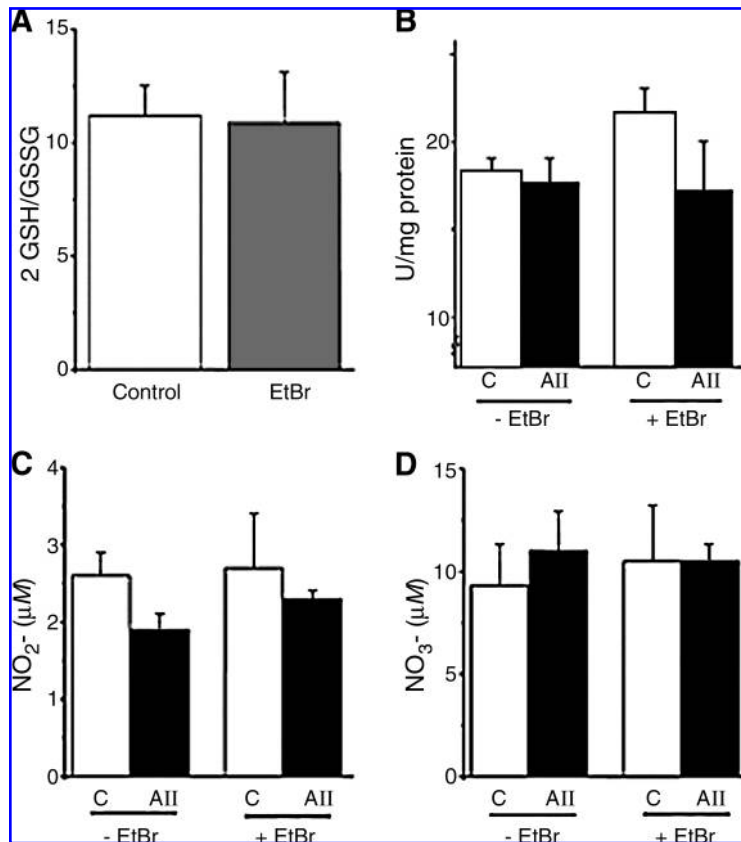 A
2 GSH/GSSG
15
10
5
0
Control EtBr
B
U/mg protein
20
10
C AII C AII
- EtBr + EtBr
C
NO2- (µM)
4
3
2
1
0
C AII C AII
- EtBr + EtBr
D
NO3- (µM)
15
10
5
0
C AII C AII
- EtBr + EtBr